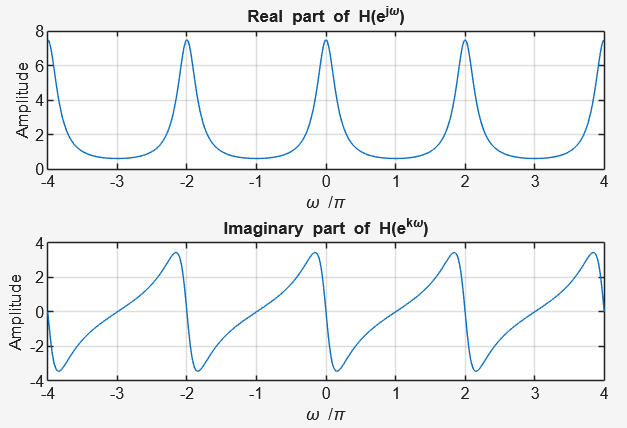 Real part of H(e^jω)
Amplitude
8
6
4
2
0
-4 -3 -2 -1 0 1 2 3 4
ω /π
Imaginary part of H(e^kω)
Amplitude
4
2
0
-2
-4
-4 -3 -2 -1 0 1 2 3 4
ω /π